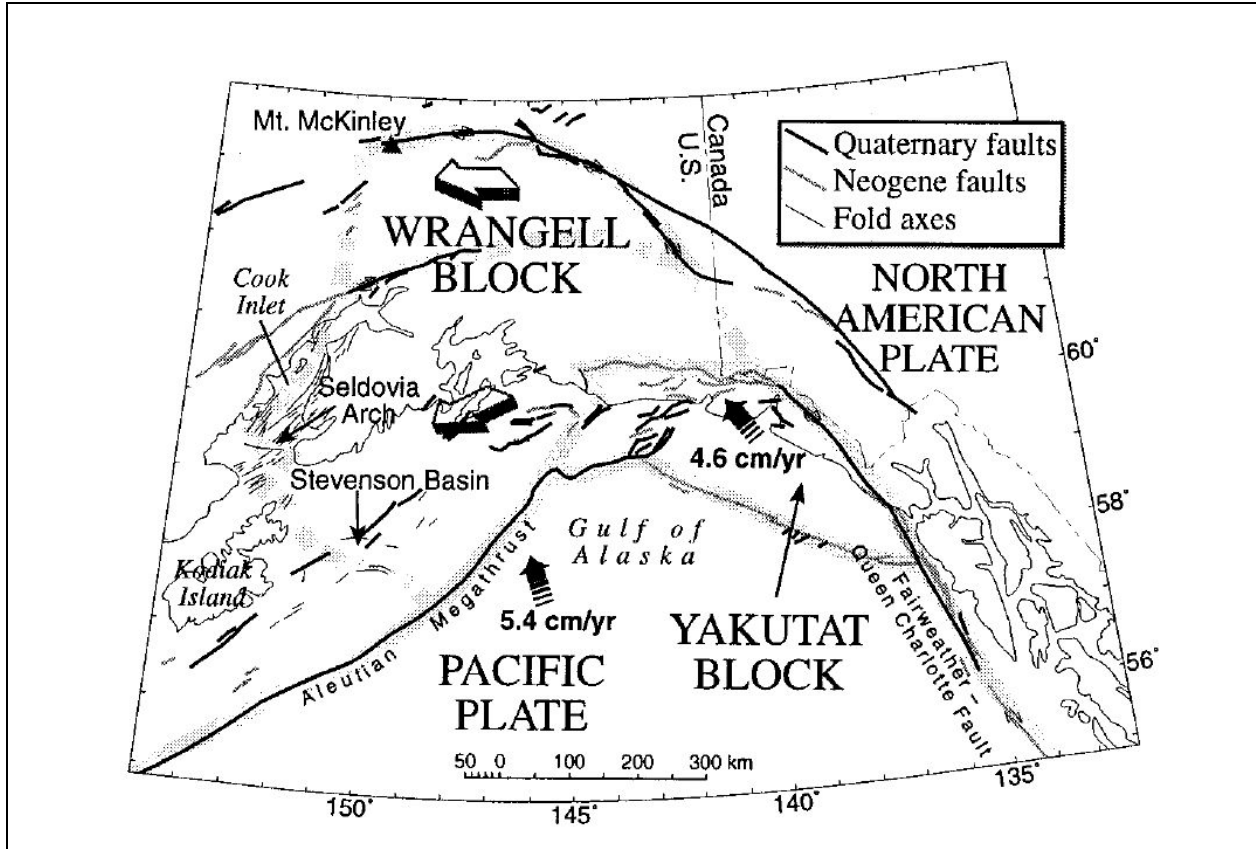 Mt. McKinley
Canada
U.S.
Quaternary faults
Neogene faults
Fold axes
WRANGELL
BLOCK
NORTH
AMERICAN
PLATE
Cook
Inlet
60°
Seldovia
Arch
4.6 cm/yr
Stevenson Basin
58°
Gulf of
Alaska
Kodiak
Island
Aleutian Megathrust
5.4 cm/yr
YAKUTAT
BLOCK
Fairweather –
Queen Charlotte Fault
56°
PACIFIC
PLATE
50 0 100 200 300 km
150°
145°
140°
135°